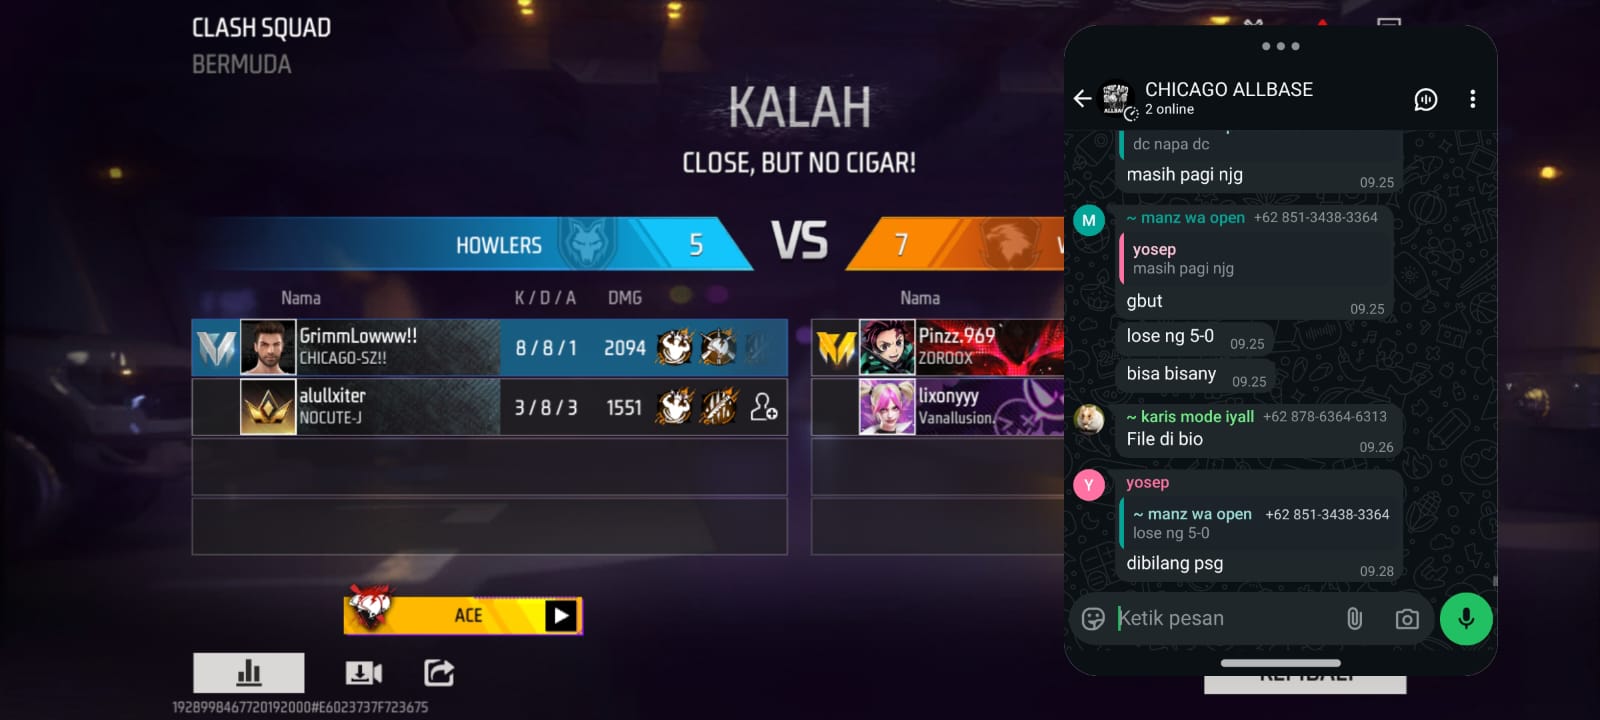 CLASH SQUAD
BERMUDA
KALAH
CLOSE, BUT NO CIGAR!
HOWLERS
5
VS
7
Nama
K / D / A
DMG
GrimmLowww!!
CHICAGO-SZ!!
8 / 8 / 1
2094
alullxiter
NOCUTE-J
3 / 8 / 3
1551
Nama
Pinzz.969
ZORDOX
lixonyyy
Vanallusion.
ACE
1928998467720192000#E6023737F723675
CHICAGO ALLBASE
2 online
dc napa dc
masih pagi njg
09.25
M
~ manz wa open +62 851-3438-3364
yosep
masih pagi njg
gbut
09.25
lose ng 5-0
09.25
bisa bisany
09.25
~ karis mode iyall +62 878-6364-6313
File di bio
09.26
Y
yosep
~ manz wa open +62 851-3438-3364
lose ng 5-0
dibilang psg
09.28
Ketik pesan